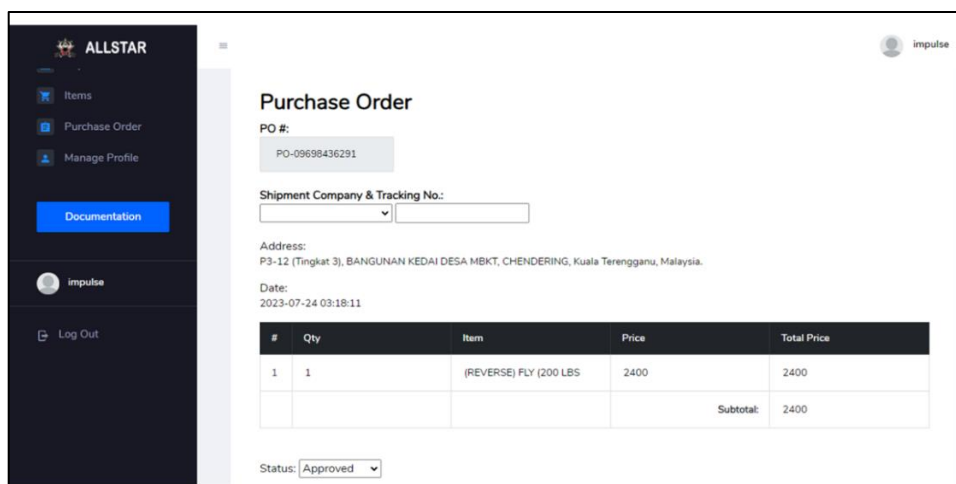 ALLSTAR
impulse
Items
Purchase Order
Manage Profile
Documentation
impulse
Log Out
Purchase Order
PO #:
PO-09698436291
Shipment Company & Tracking No.:
Address:
P3-12 (Tingkat 3), BANGUNAN KEDAI DESA MBKT, CHENDERING, Kuala Terengganu, Malaysia.
Date:
2023-07-24 03:18:11
# Qty Item Price Total Price
1 1 (REVERSE) FLY (200 LBS 2400 2400
Subtotal: 2400
Status: Approved